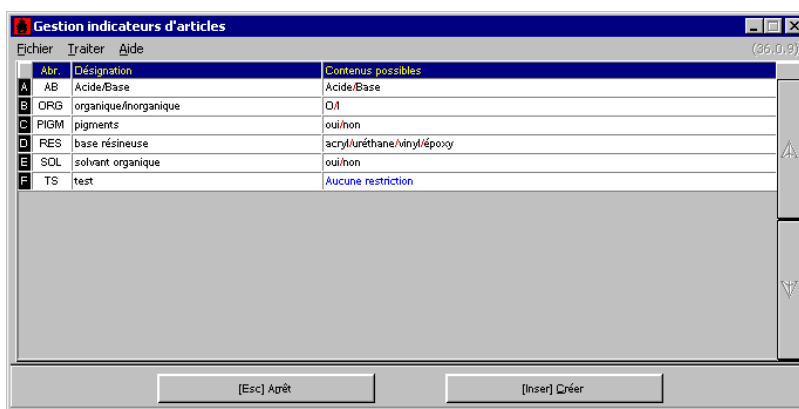 Gestion indicateurs d'articles
Fichier Traiter Aide (36.0.9)
Abr. Désignation Contenus possibles
A AB Acide/Base Acide/Base
B ORG organique/inorganique O/I
C PIGM pigments oui/non
D RES base résineuse acryl/uréthane/vinyl/époxy
E SOL solvant organique oui/non
F TS test Aucune restriction
[Esc] Arrêt [Inser] Créer